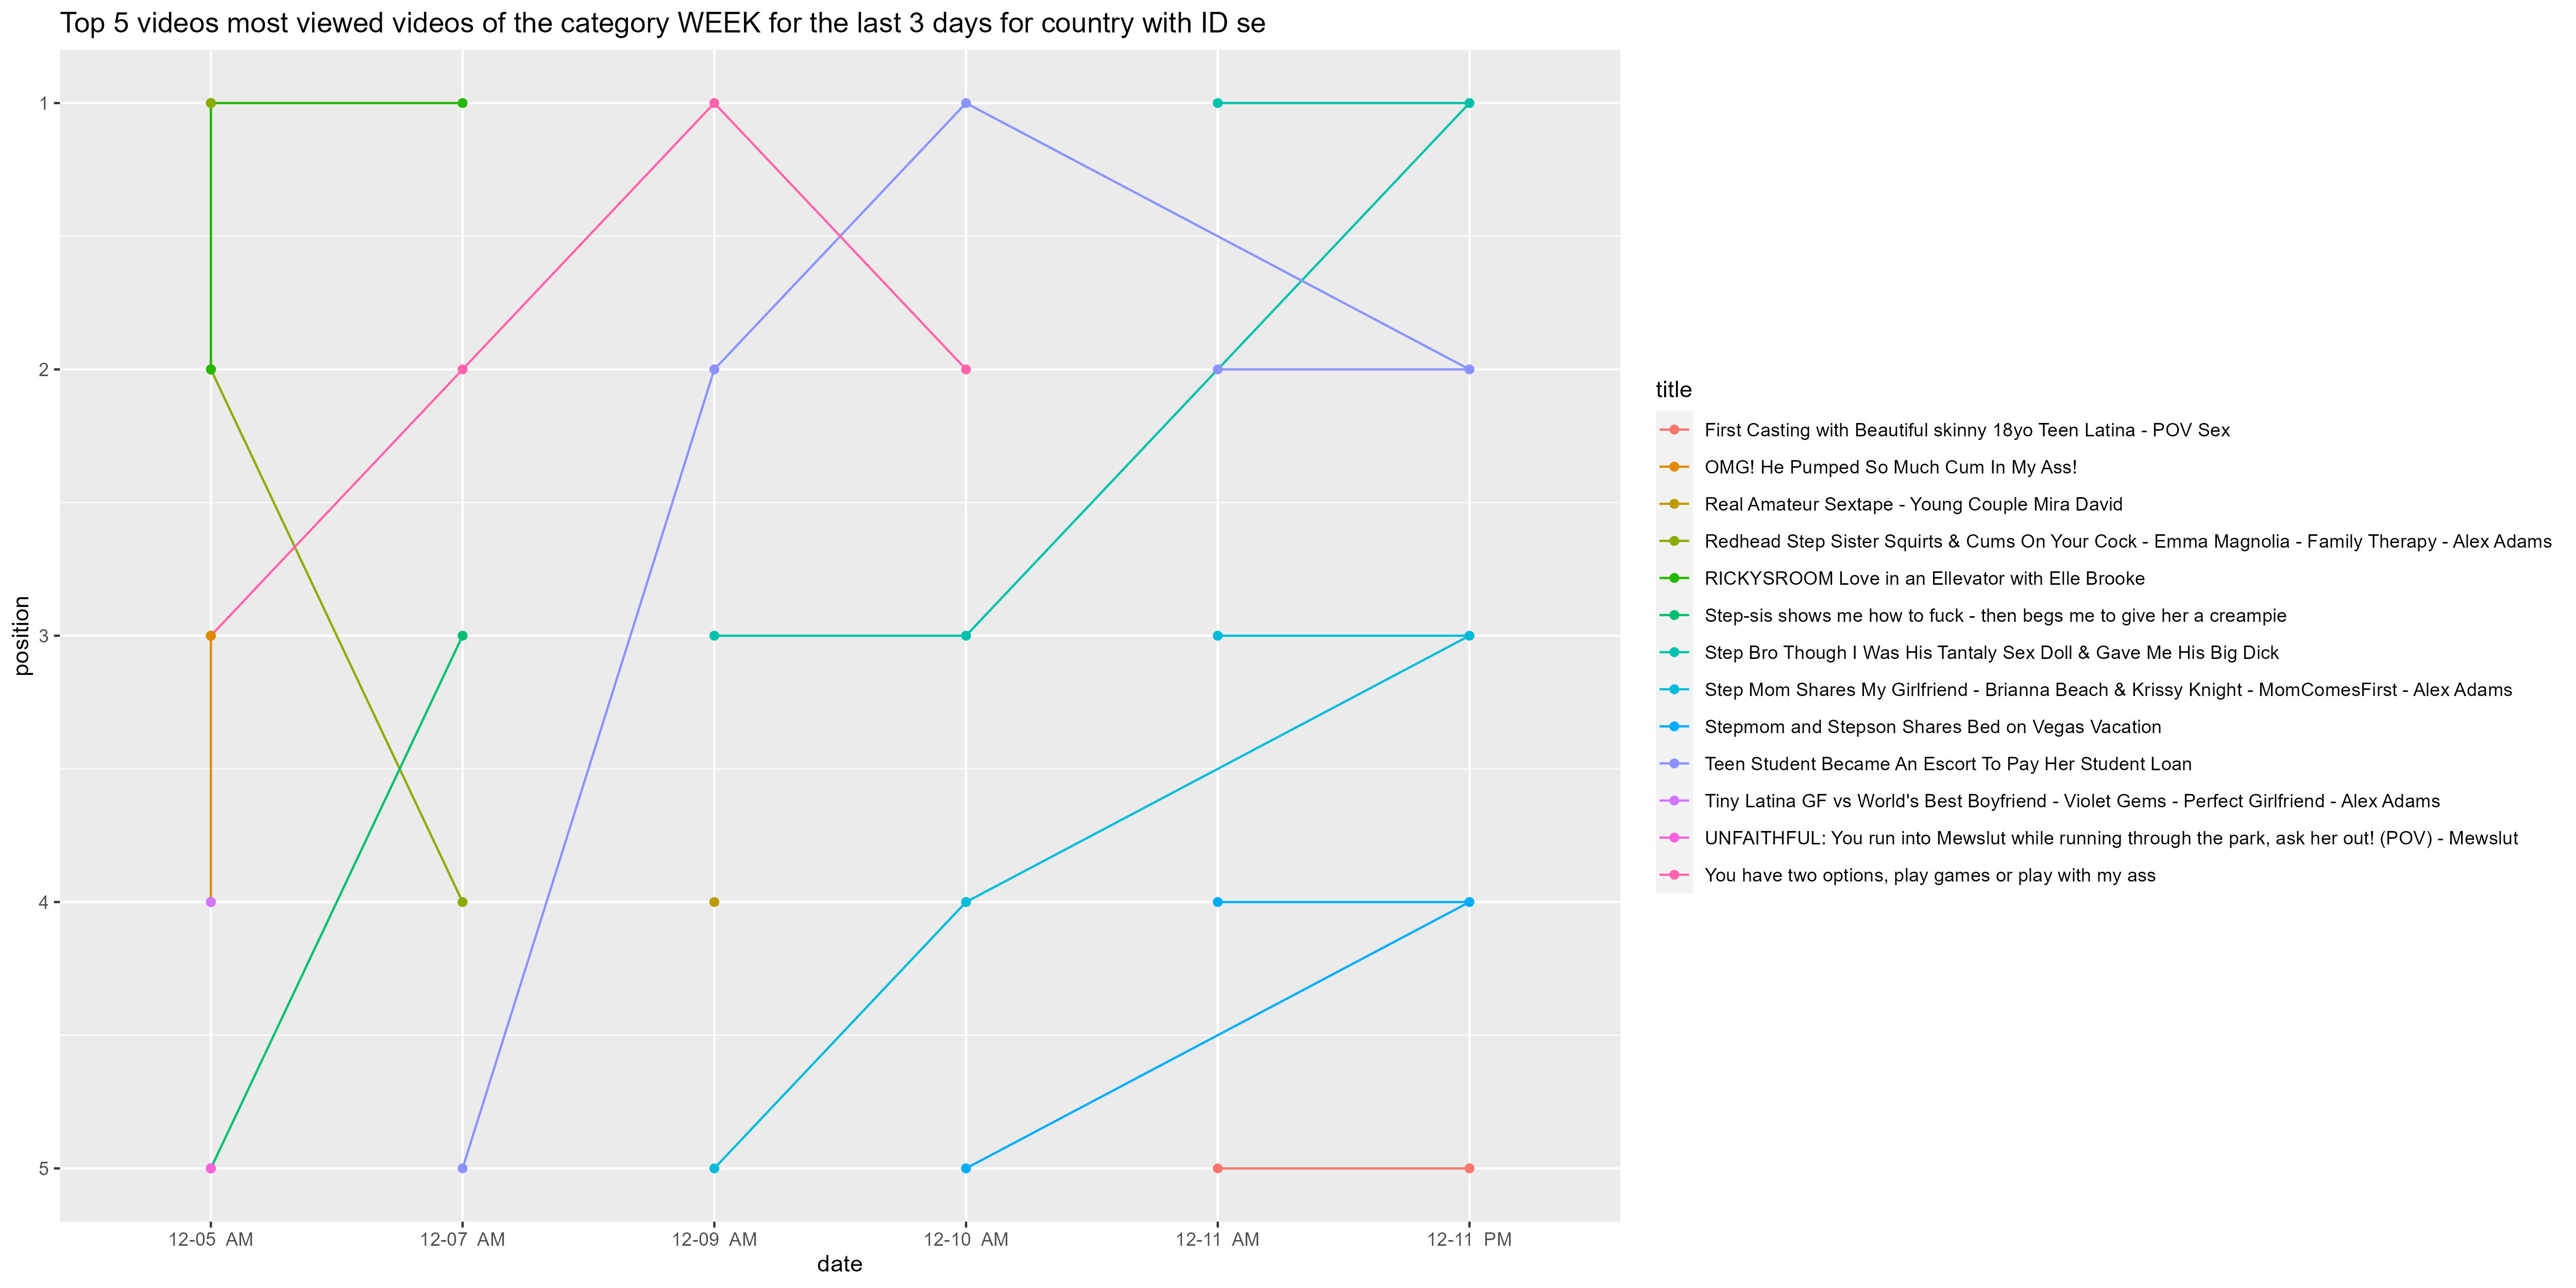 Top 5 videos most viewed videos of the category WEEK for the last 3 days for country with ID se
position
1
2
3
4
5
12-05 AM
12-07 AM
12-09 AM
12-10 AM
12-11 AM
12-11 PM
date
title
First Casting with Beautiful skinny 18yo Teen Latina - POV Sex
OMG! He Pumped So Much Cum In My Ass!
Real Amateur Sextape - Young Couple Mira David
Redhead Step Sister Squirts & Cums On Your Cock - Emma Magnolia - Family Therapy - Alex Adams
RICKYSROOM Love in an Ellevator with Elle Brooke
Step-sis shows me how to fuck - then begs me to give her a creampie
Step Bro Though I Was His Tantaly Sex Doll & Gave Me His Big Dick
Step Mom Shares My Girlfriend - Brianna Beach & Krissy Knight - MomComesFirst - Alex Adams
Stepmom and Stepson Shares Bed on Vegas Vacation
Teen Student Became An Escort To Pay Her Student Loan
Tiny Latina GF vs World's Best Boyfriend - Violet Gems - Perfect Girlfriend - Alex Adams
UNFAITHFUL: You run into Mewslut while running through the park, ask her out! (POV) - Mewslut
You have two options, play games or play with my ass